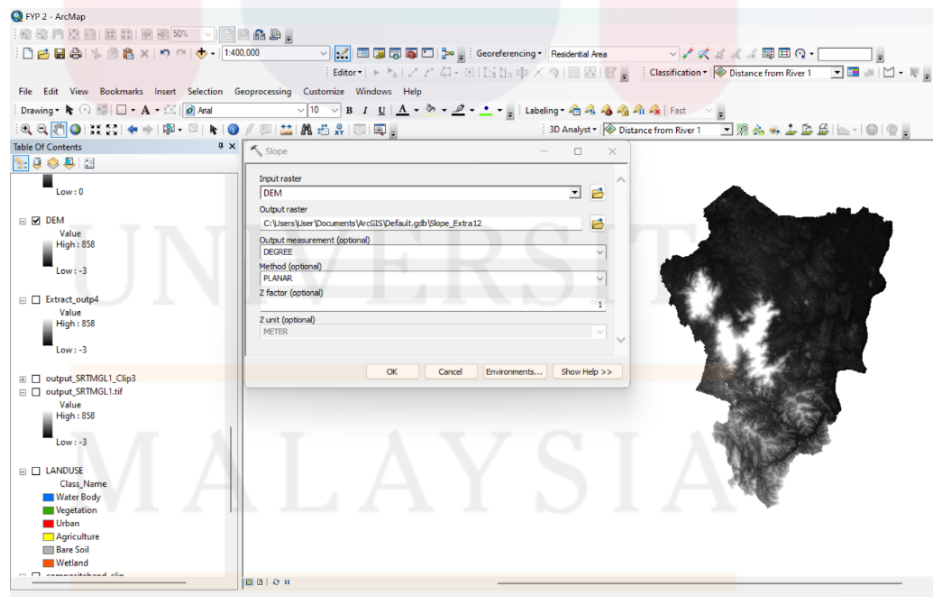 FYP 2 - ArcMap
50%
1:400,000
Georeferencing
Residential Area
Editor
Classification
Distance from River 1
File Edit View Bookmarks Insert Selection Geoprocessing Customize Windows Help
Drawing
A
Arial
10
B I U A
Labeling
Fast
3D Analyst
Distance from River 1
Table Of Contents
Low : 0
DEM
Value
High : 858
Low : -3
Extract_outp4
Value
High : 858
Low : -3
output_SRTMGL1_Clip3
output_SRTMGL1.tif
Value
High : 858
Low : -3
LANDUSE
Class_Name
Water Body
Vegetation
Urban
Agriculture
Bare Soil
Wetland
compositeband_clip
Slope
Input raster
DEM
Output raster
C:\Users\User\Documents\ArcGIS\Default.gdb\Slope_Extra12
Output measurement (optional)
DEGREE
Method (optional)
PLANAR
Z factor (optional)
1
Z unit (optional)
METER
OK Cancel Environments... Show Help >>
UNIVERSITI
MALAYSIA